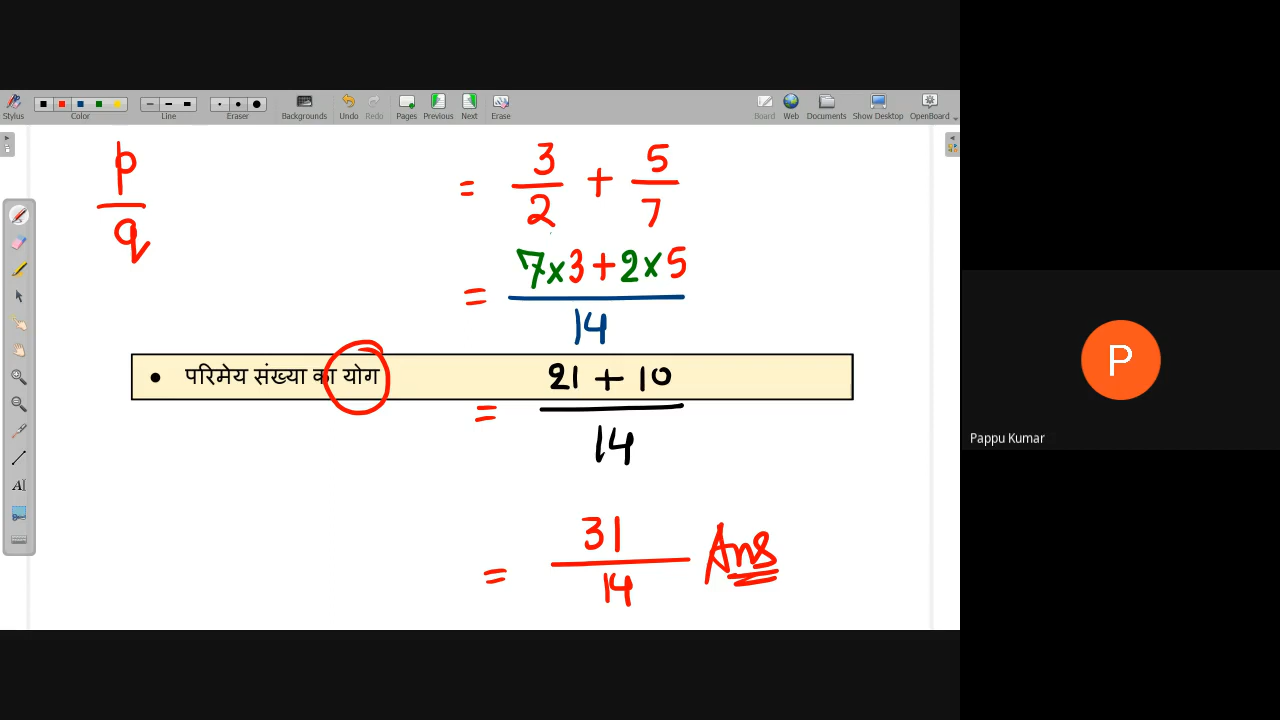 Stylus Color Line Eraser Backgrounds Undo Redo Pages Previous Next Erase Board Web Documents Show Desktop OpenBoard
p/q
= 3/2 + 5/7
= 7x3+2x5/14
• परिमेय संख्या का योग
= 21 + 10/14
= 31/14 Ans
P
Pappu Kumar